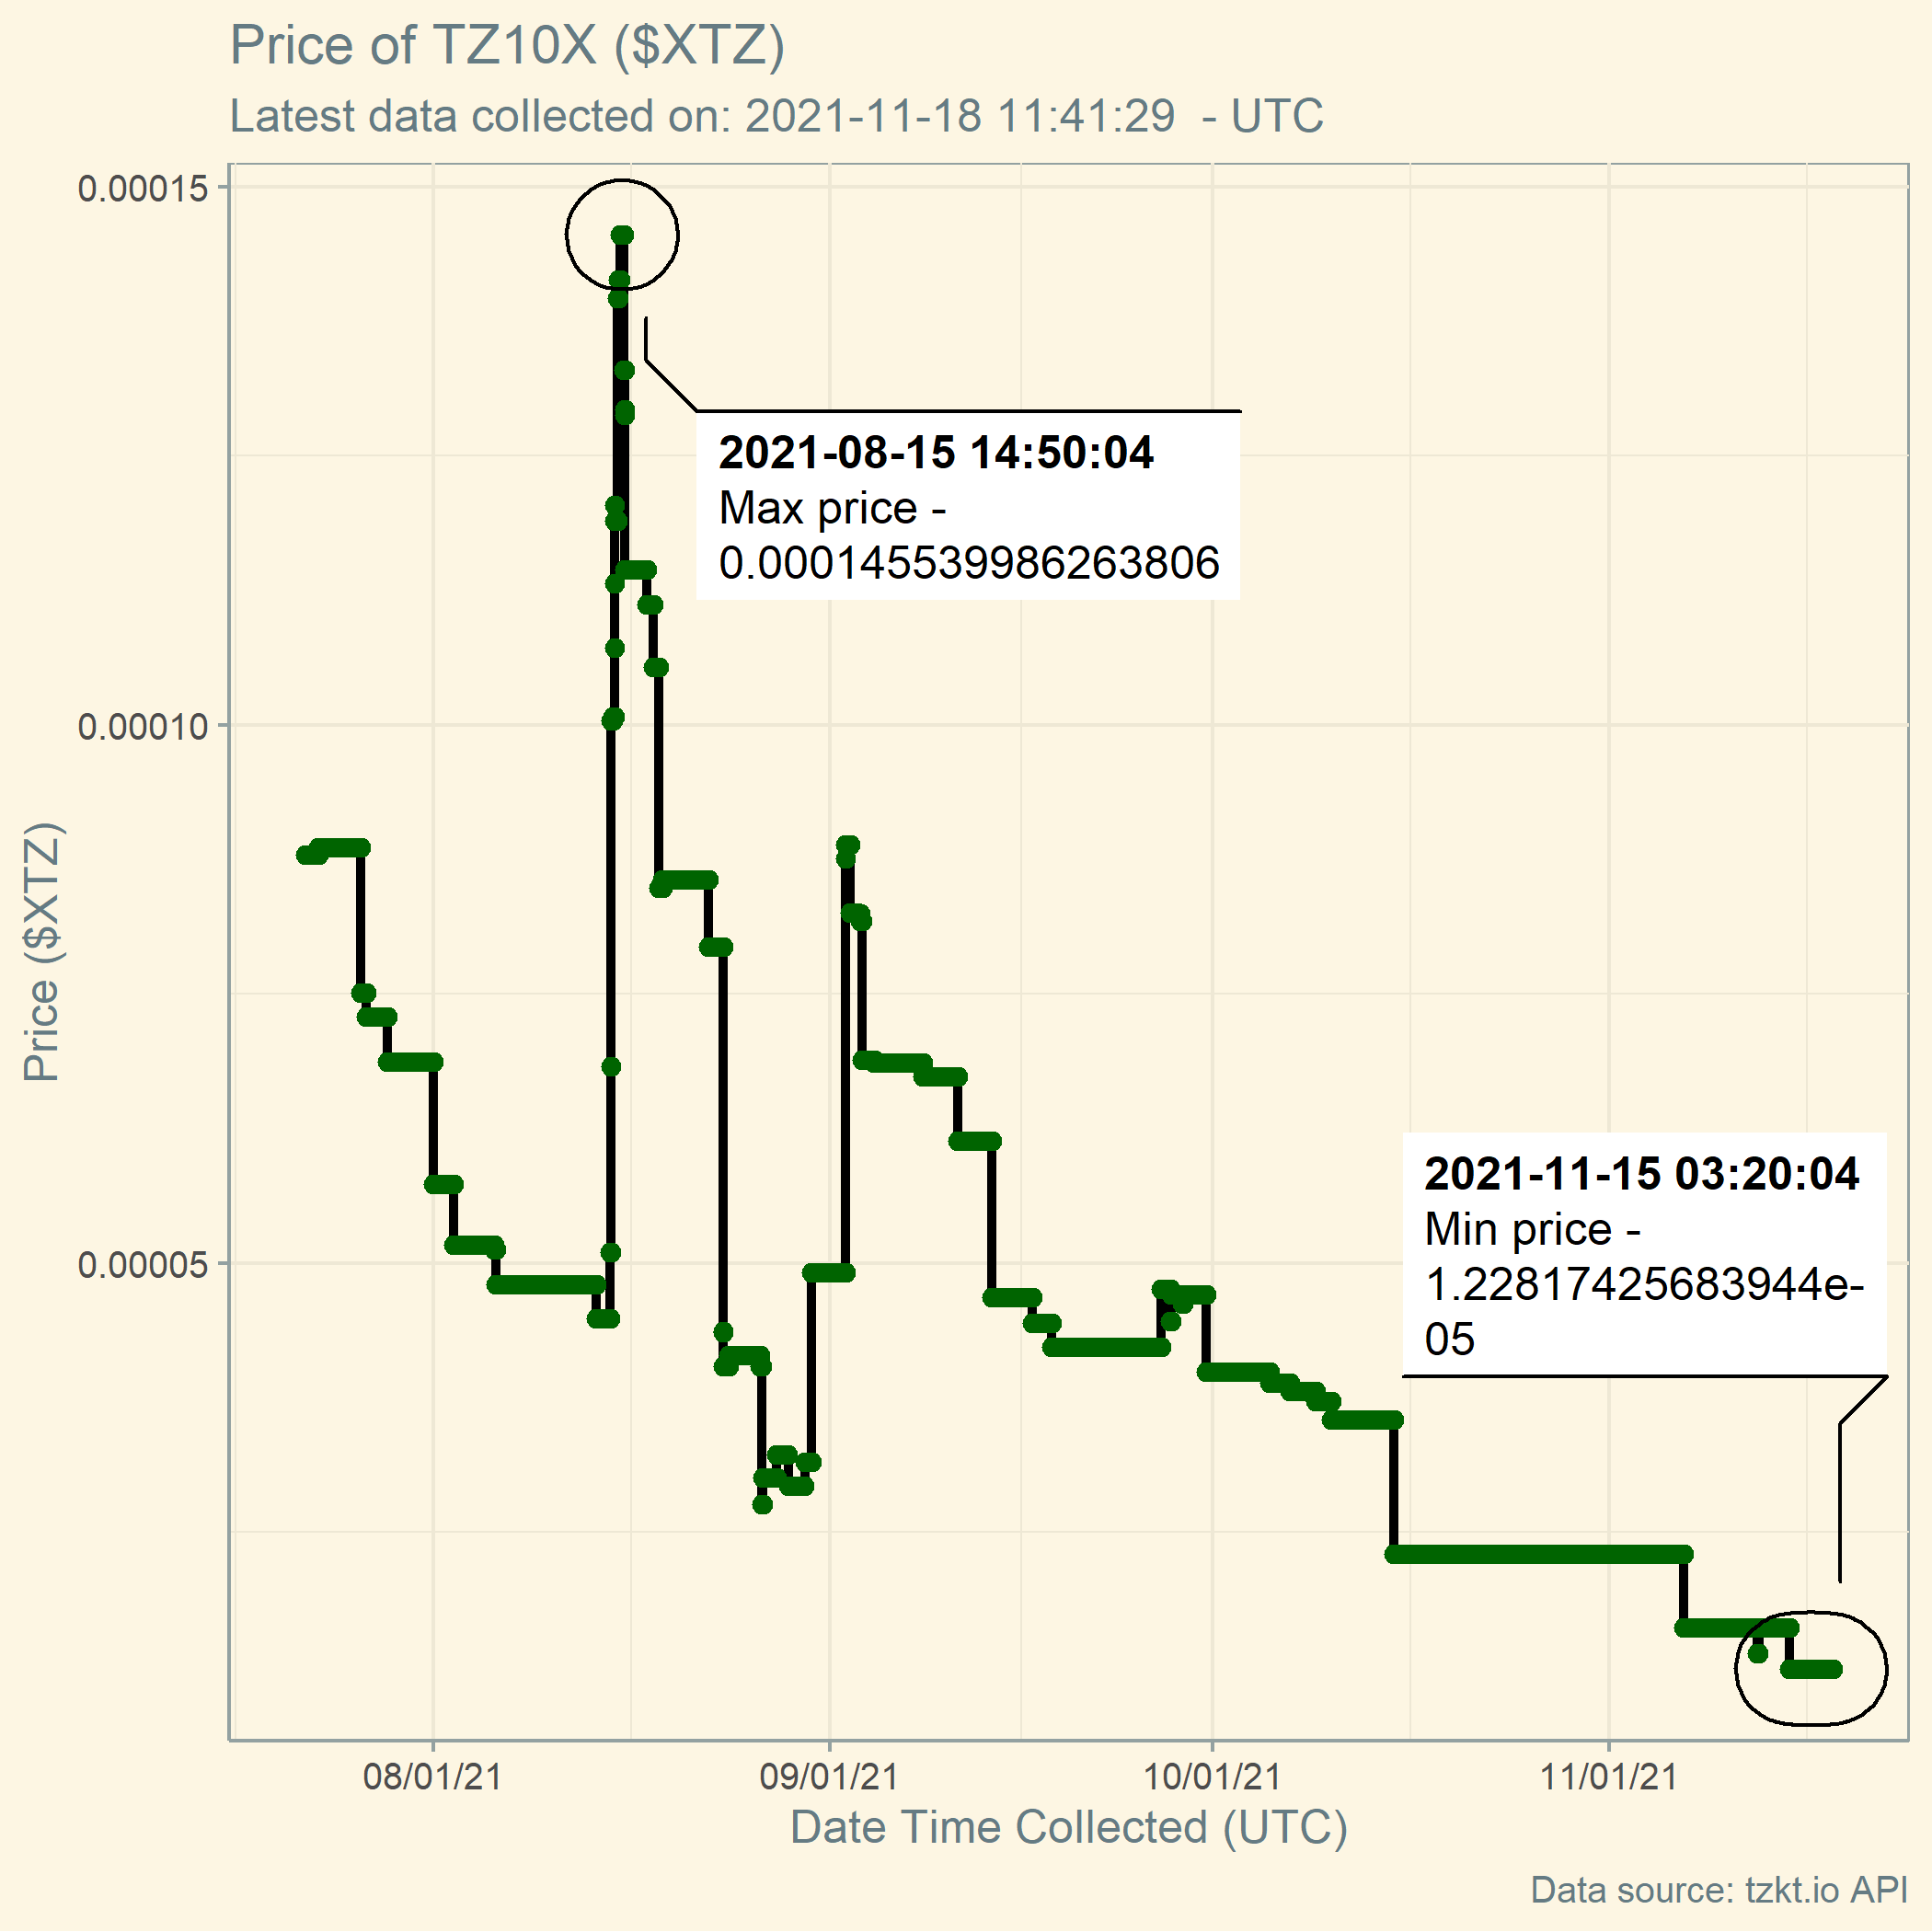 Price of TZ10X ($XTZ)
Latest data collected on: 2021-11-18 11:41:29  - UTC
0.00015
0.00010
0.00005
Price ($XTZ)
2021-08-15 14:50:04
Max price -
0.000145539986263806
2021-11-15 03:20:04
Min price -
1.22817425683944e-
05
08/01/21
09/01/21
10/01/21
11/01/21
Date Time Collected (UTC)
Data source: tzkt.io API